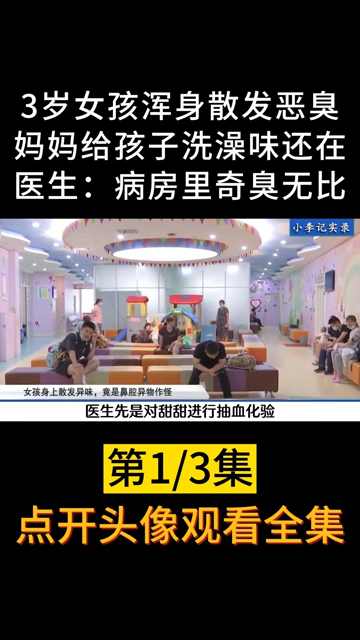 3岁女孩浑身散发恶臭
妈妈给孩子洗澡味还在
医生：病房里奇臭无比
小李记实录
女孩身上散发异味，竟是鼻腔异物作怪
医生先是对甜甜进行抽血化验
第1/3集
点开头像观看全集